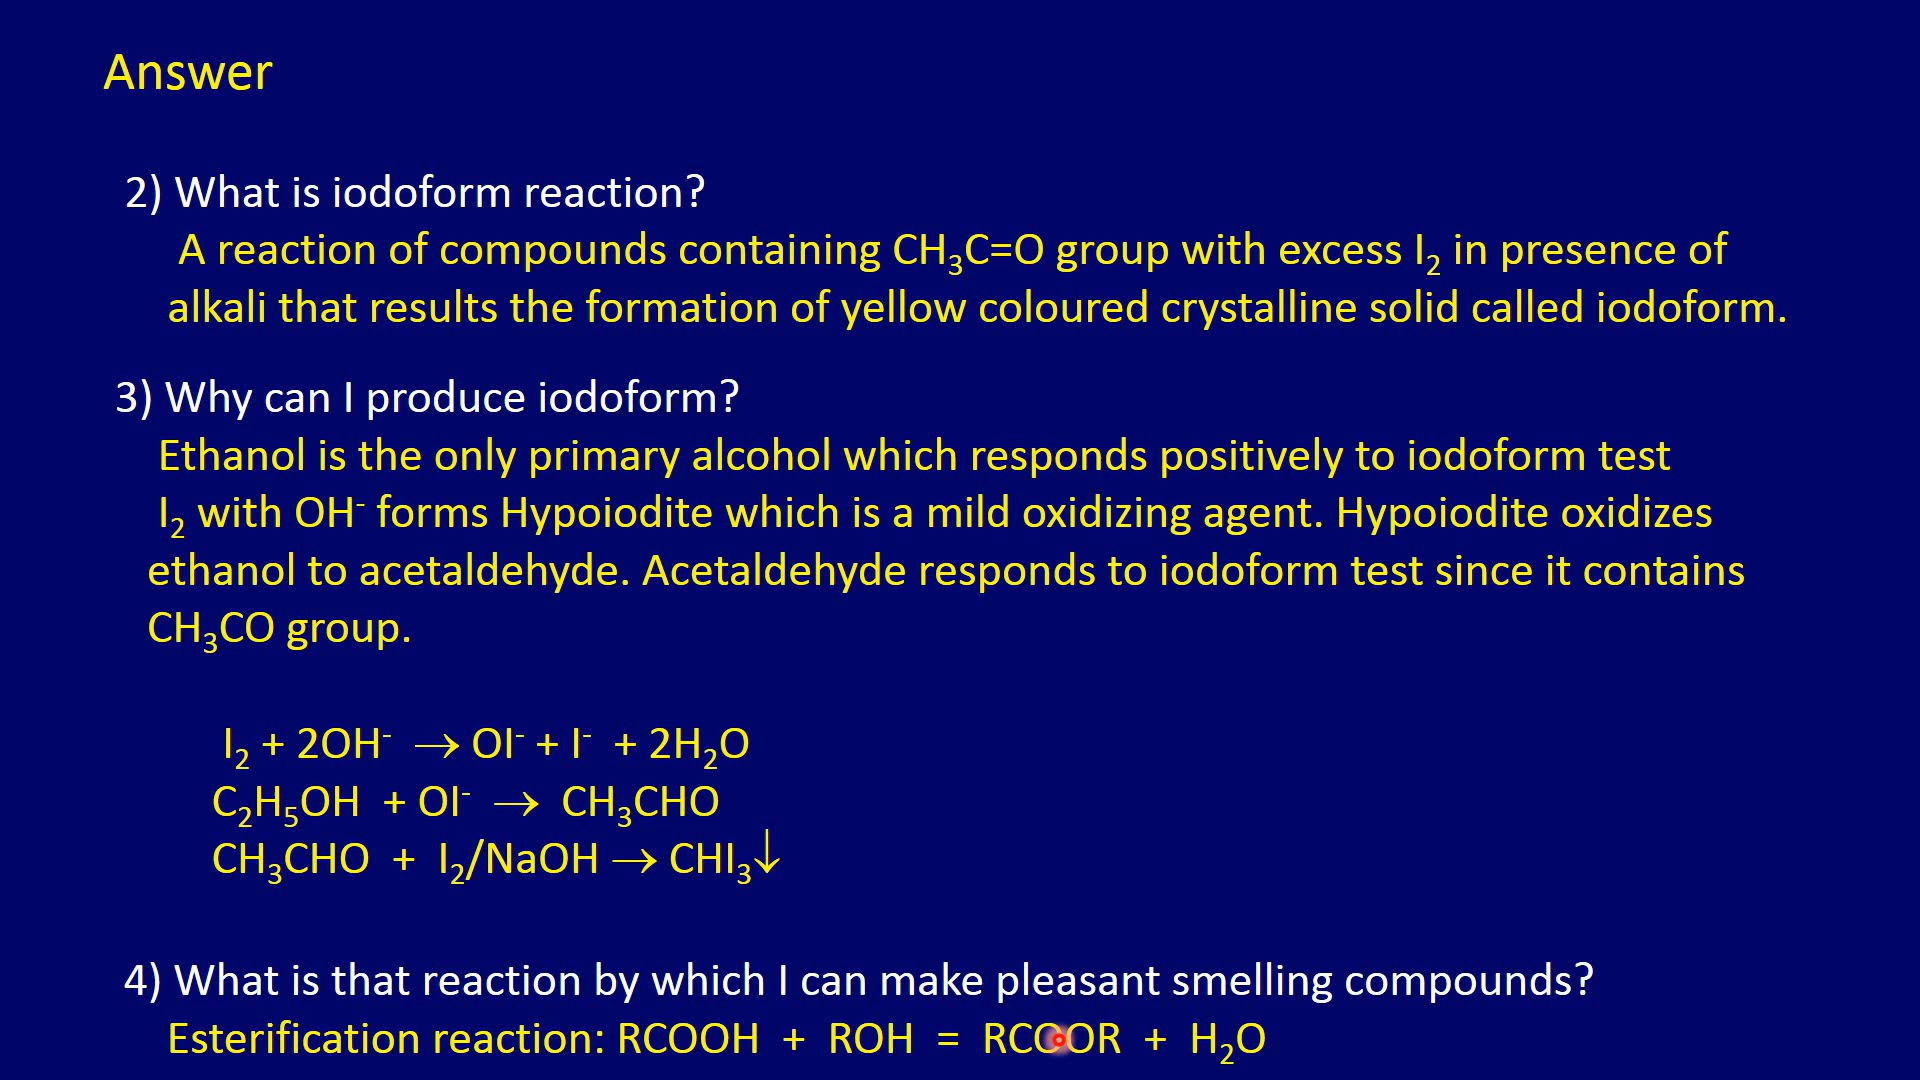 Answer
2) What is iodoform reaction?
A reaction of compounds containing CH₃C=O group with excess I₂ in presence of
alkali that results the formation of yellow coloured crystalline solid called iodoform.
3) Why can I produce iodoform?
Ethanol is the only primary alcohol which responds positively to iodoform test
I₂ with OH⁻ forms Hypoiodite which is a mild oxidizing agent. Hypoiodite oxidizes
ethanol to acetaldehyde. Acetaldehyde responds to iodoform test since it contains
CH₃CO group.
I₂ + 2OH⁻ → OI⁻ + I⁻ + 2H₂O
C₂H₅OH + OI⁻ → CH₃CHO
CH₃CHO + I₂/NaOH → CHI₃↓
4) What is that reaction by which I can make pleasant smelling compounds?
Esterification reaction: RCOOH + ROH = RCOOR + H₂O